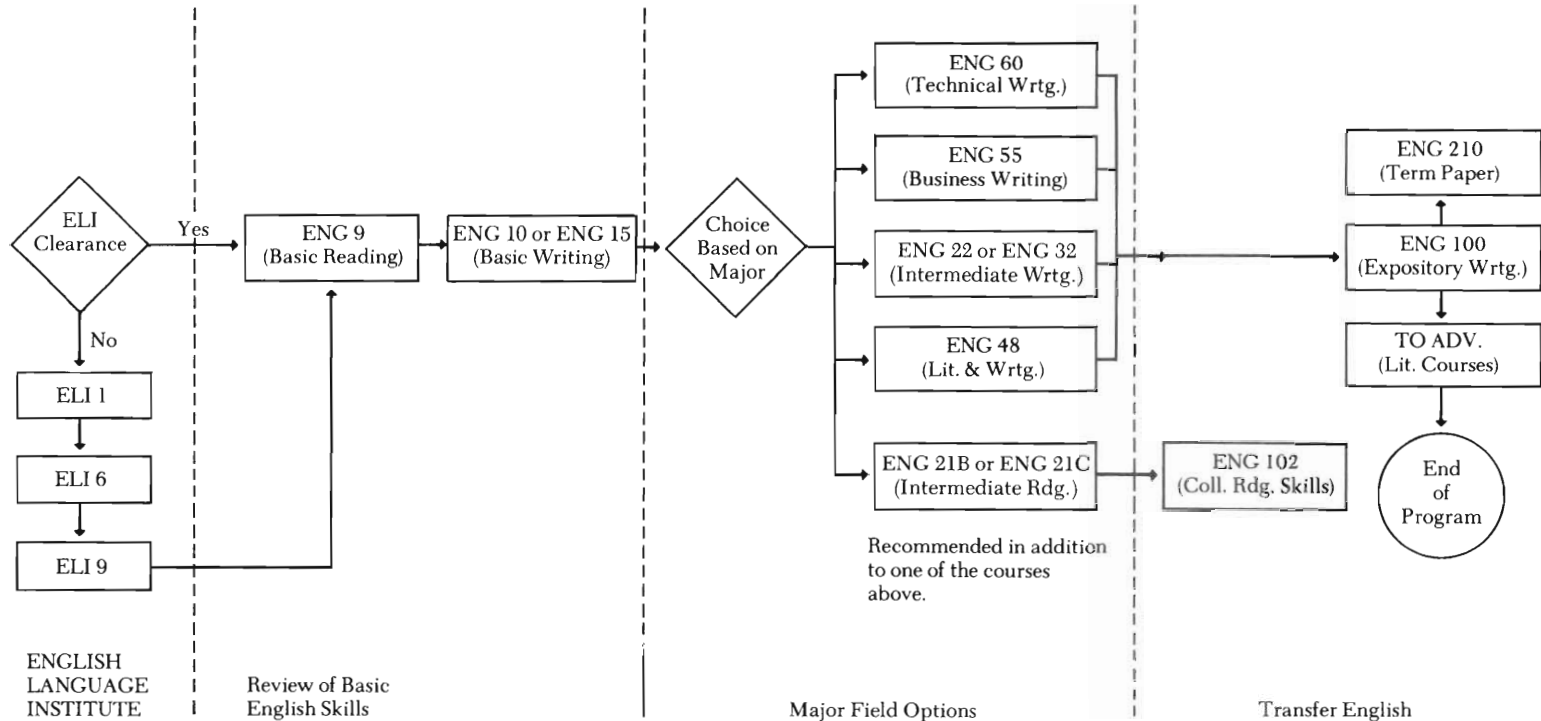 ELI
Clearance
Yes
No
ELI 1
ELI 6
ELI 9
ENG 9
(Basic Reading)
ENG 10 or ENG 15
(Basic Writing)
Choice
Based on
Major
ENG 60
(Technical Wrtg.)
ENG 55
(Business Writing)
ENG 22 or ENG 32
(Intermediate Wrtg.)
ENG 48
(Lit. & Wrtg.)
ENG 21B or ENG 21C
(Intermediate Rdg.)
Recommended in addition
to one of the courses
above.
ENG 102
(Coll. Rdg. Skills)
ENG 210
(Term Paper)
ENG 100
(Expository Wrtg.)
TO ADV.
(Lit. Courses)
End
of
Program
ENGLISH
LANGUAGE
INSTITUTE
Review of Basic
English Skills
Major Field Options
Transfer English